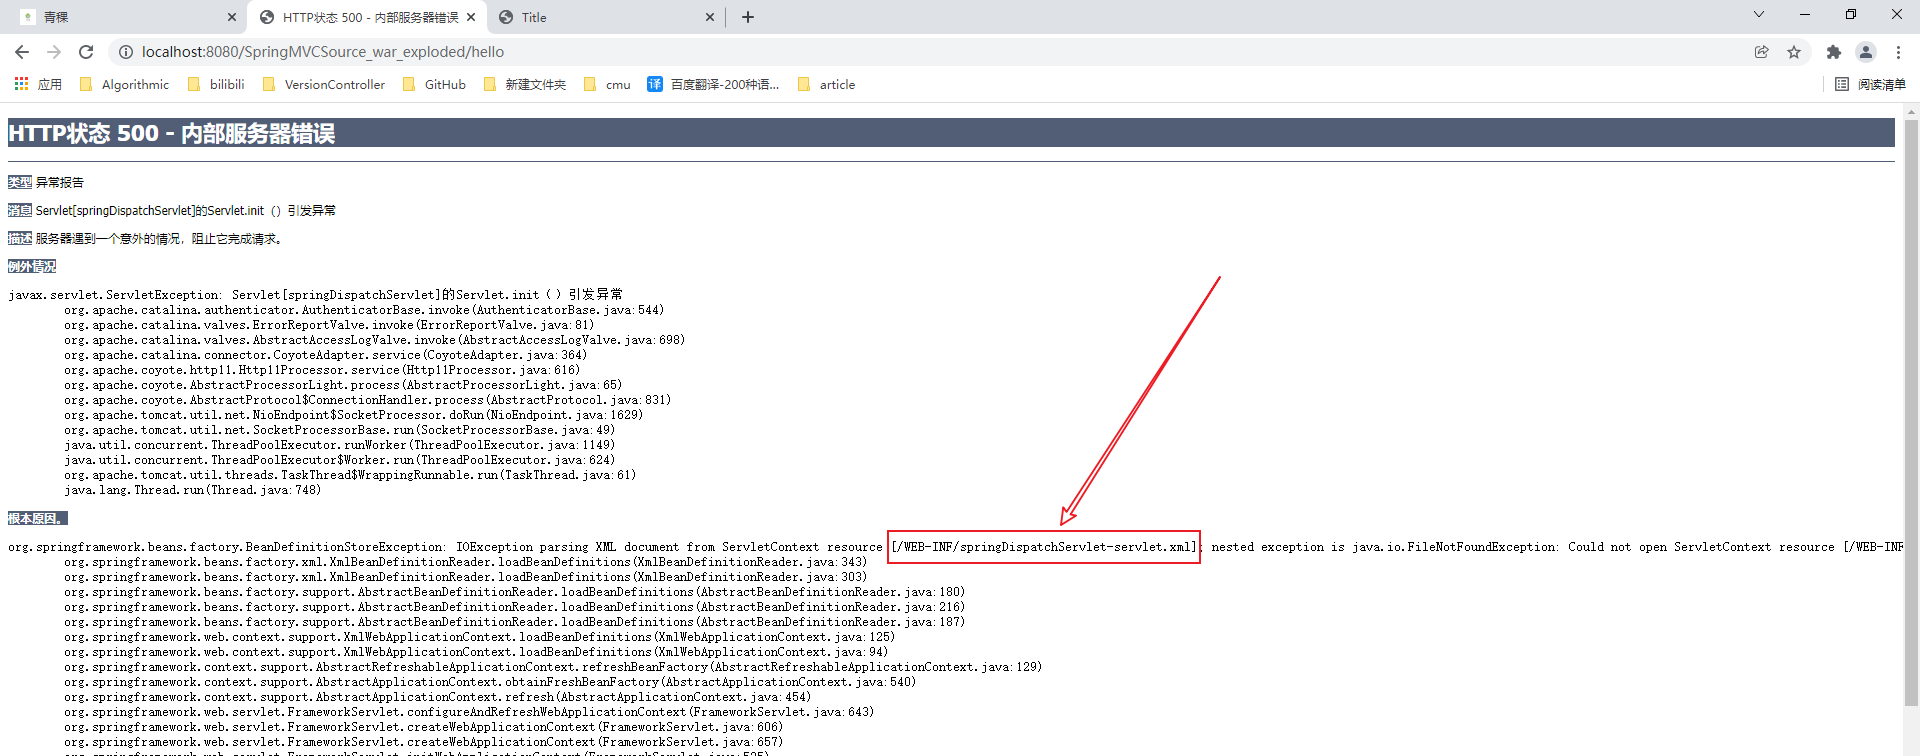 青稞
HTTP状态 500 - 内部服务器错误
Title
localhost:8080/SpringMVCSource_war_exploded/hello
应用
Algorithmic
bilibili
VersionController
GitHub
新建文件夹
cmu
译 百度翻译-200种语...
article
阅读清单
HTTP状态 500 - 内部服务器错误
类型 异常报告
消息 Servlet[springDispatchServlet]的Servlet.init（）引发异常
描述 服务器遇到一个意外的情况，阻止它完成请求。
例外情况
javax.servlet.ServletException: Servlet[springDispatchServlet]的Servlet.init（）引发异常
org.apache.catalina.authenticator.AuthenticatorBase.invoke(AuthenticatorBase.java:544)
org.apache.catalina.valves.ErrorReportValve.invoke(ErrorReportValve.java:81)
org.apache.catalina.valves.AbstractAccessLogValve.invoke(AbstractAccessLogValve.java:698)
org.apache.catalina.connector.CoyoteAdapter.service(CoyoteAdapter.java:364)
org.apache.coyote.http11.Http11Processor.service(Http11Processor.java:616)
org.apache.coyote.AbstractProcessorLight.process(AbstractProcessorLight.java:65)
org.apache.coyote.AbstractProtocol$ConnectionHandler.process(AbstractProtocol.java:831)
org.apache.tomcat.util.net.NioEndpoint$SocketProcessor.doRun(NioEndpoint.java:1629)
org.apache.tomcat.util.net.SocketProcessorBase.run(SocketProcessorBase.java:49)
java.util.concurrent.ThreadPoolExecutor.runWorker(ThreadPoolExecutor.java:1149)
java.util.concurrent.ThreadPoolExecutor$Worker.run(ThreadPoolExecutor.java:624)
org.apache.tomcat.util.threads.TaskThread$WrappingRunnable.run(TaskThread.java:61)
java.lang.Thread.run(Thread.java:748)
根本原因。
org.springframework.beans.factory.BeanDefinitionStoreException: IOException parsing XML document from ServletContext resource [/WEB-INF/springDispatchServlet-servlet.xml]; nested exception is java.io.FileNotFoundException: Could not open ServletContext resource [/WEB-INF
org.springframework.beans.factory.xml.XmlBeanDefinitionReader.loadBeanDefinitions(XmlBeanDefinitionReader.java:343)
org.springframework.beans.factory.xml.XmlBeanDefinitionReader.loadBeanDefinitions(XmlBeanDefinitionReader.java:303)
org.springframework.beans.factory.support.AbstractBeanDefinitionReader.loadBeanDefinitions(AbstractBeanDefinitionReader.java:180)
org.springframework.beans.factory.support.AbstractBeanDefinitionReader.loadBeanDefinitions(AbstractBeanDefinitionReader.java:216)
org.springframework.beans.factory.support.AbstractBeanDefinitionReader.loadBeanDefinitions(AbstractBeanDefinitionReader.java:187)
org.springframework.web.context.support.XmlWebApplicationContext.loadBeanDefinitions(XmlWebApplicationContext.java:125)
org.springframework.web.context.support.XmlWebApplicationContext.loadBeanDefinitions(XmlWebApplicationContext.java:94)
org.springframework.context.support.AbstractRefreshableApplicationContext.refreshBeanFactory(AbstractRefreshableApplicationContext.java:129)
org.springframework.context.support.AbstractApplicationContext.obtainFreshBeanFactory(AbstractApplicationContext.java:540)
org.springframework.context.support.AbstractApplicationContext.refresh(AbstractApplicationContext.java:454)
org.springframework.web.servlet.FrameworkServlet.configureAndRefreshWebApplicationContext(FrameworkServlet.java:643)
org.springframework.web.servlet.FrameworkServlet.createWebApplicationContext(FrameworkServlet.java:606)
org.springframework.web.servlet.FrameworkServlet.createWebApplicationContext(FrameworkServlet.java:657)